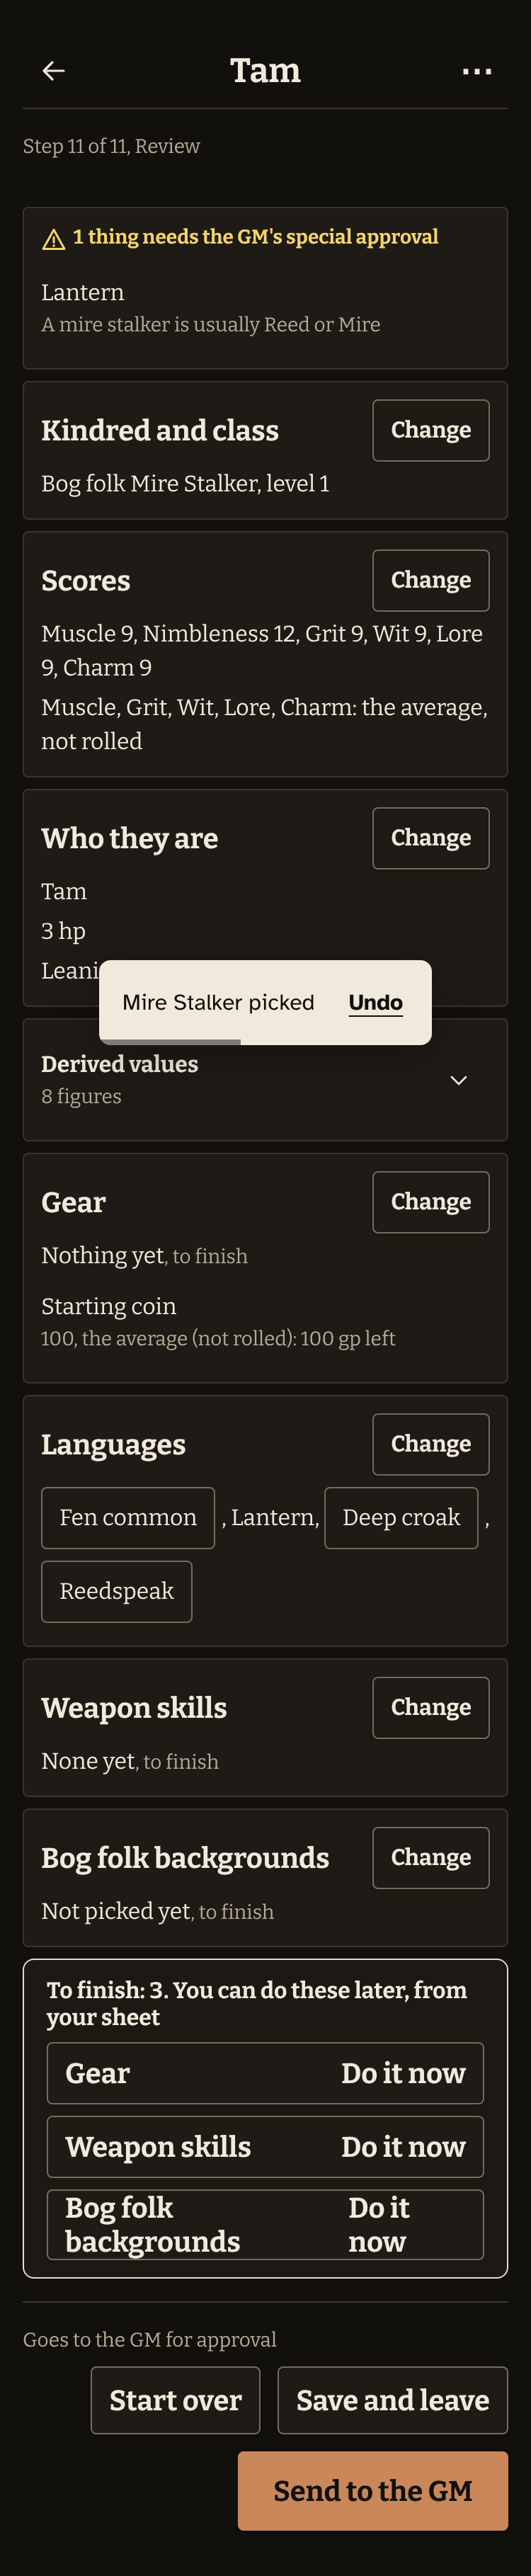 Tam
Step 11 of 11, Review
1 thing needs the GM's special approval
Lantern
A mire stalker is usually Reed or Mire
Kindred and class
Change
Bog folk Mire Stalker, level 1
Scores
Change
Muscle 9, Nimbleness 12, Grit 9, Wit 9, Lore
9, Charm 9
Muscle, Grit, Wit, Lore, Charm: the average,
not rolled
Who they are
Change
Tam
3 hp
Leani
Mire Stalker picked
Undo
Derived values
8 figures
Gear
Change
Nothing yet, to finish
Starting coin
100, the average (not rolled): 100 gp left
Languages
Change
Fen common , Lantern, Deep croak ,
Reedspeak
Weapon skills
Change
None yet, to finish
Bog folk backgrounds
Change
Not picked yet, to finish
To finish: 3. You can do these later, from
your sheet
Gear
Do it now
Weapon skills
Do it now
Bog folk
backgrounds
Do it
now
Goes to the GM for approval
Start over
Save and leave
Send to the GM